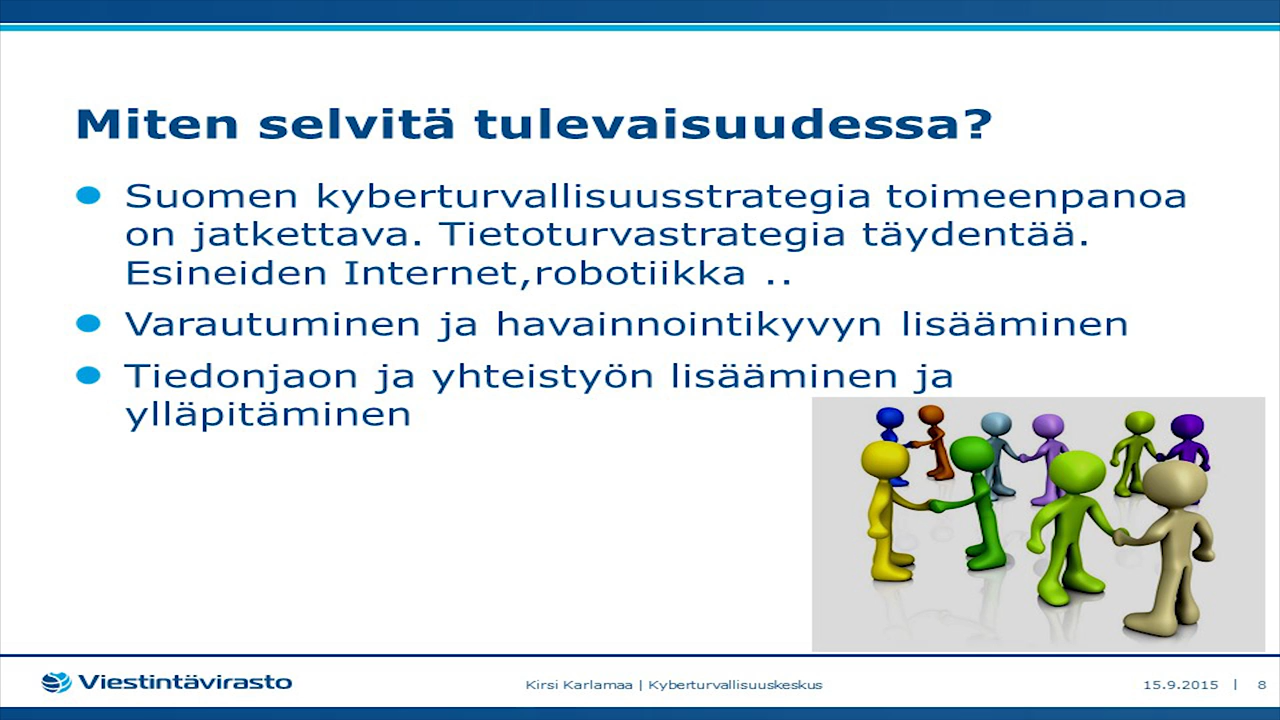 Miten selvitä tulevaisuudessa?
● Suomen kyberturvallisuusstrategia toimeenpanoa
on jatkettava. Tietoturvastrategia täydentää.
Esineiden Internet,robotiikka ..
● Varautuminen ja havainnointikyvyn lisääminen
● Tiedonjaon ja yhteistyön lisääminen ja
ylläpitäminen
Viestintävirasto
Kirsi Karlamaa | Kyberturvallisuuskeskus
15.9.2015 | 8